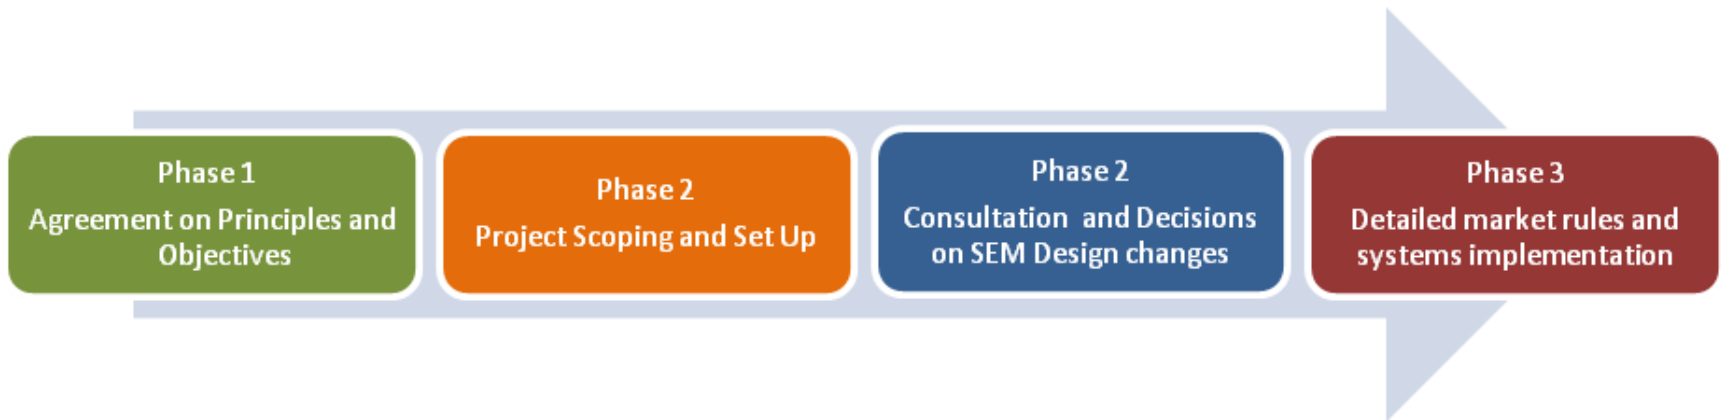 Phase 1
Agreement on Principles and
Objectives
Phase 2
Project Scoping and Set Up
Phase 2
Consultation  and Decisions
on SEM Design changes
Phase 3
Detailed market rules and
systems implementation